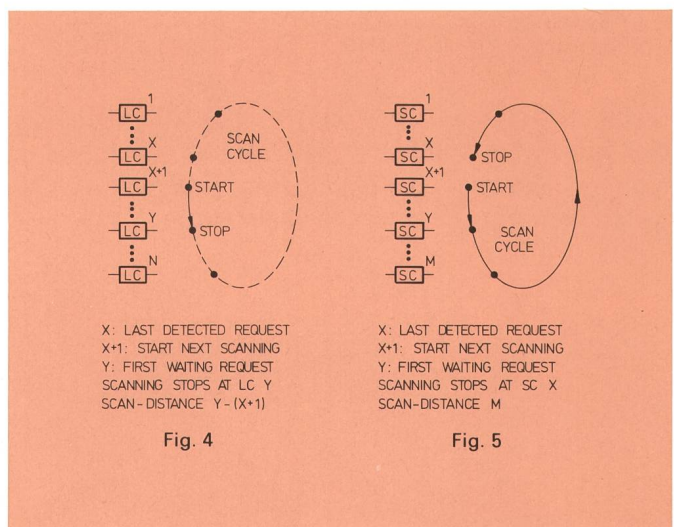 LC 1
LC X
LC X+1
LC Y
LC N
SCAN
CYCLE
START
STOP
X: LAST DETECTED REQUEST
X+1: START NEXT SCANNING
Y: FIRST WAITING REQUEST
SCANNING STOPS AT LC Y
SCAN-DISTANCE Y-(X+1)
Fig. 4
SC 1
SC X
SC X+1
SC Y
SC M
STOP
START
SCAN
CYCLE
X: LAST DETECTED REQUEST
X+1: START NEXT SCANNING
Y: FIRST WAITING REQUEST
SCANNING STOPS AT SC X
SCAN-DISTANCE M
Fig. 5